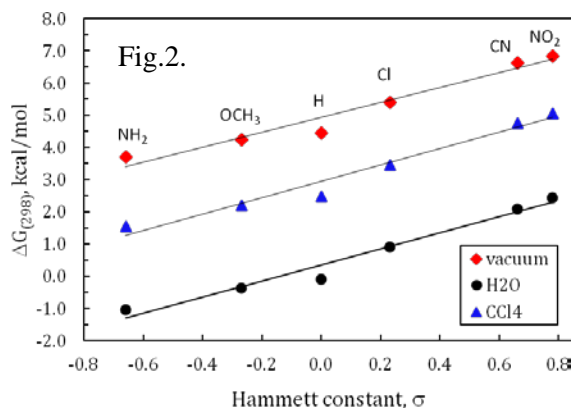 Fig.2.
NH2
OCH3
H
Cl
CN
NO2
8.0
7.0
6.0
5.0
4.0
3.0
2.0
1.0
0.0
-1.0
-2.0
ΔG(298), kcal/mol
vacuum
H2O
CCl4
-0.8 -0.6 -0.4 -0.2 0.0 0.2 0.4 0.6 0.8
Hammett constant, σ